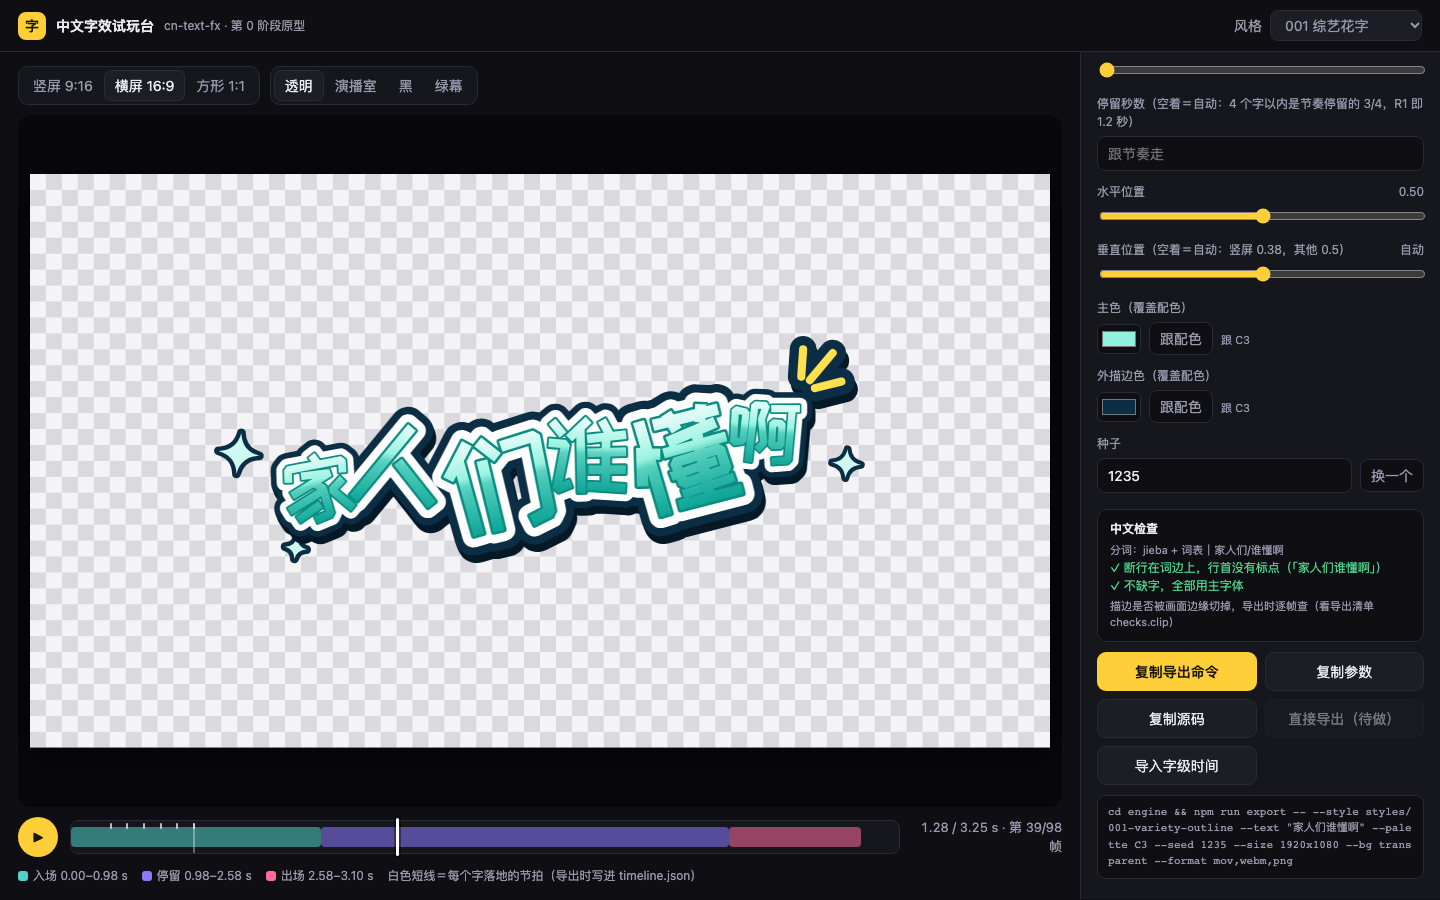 字 中文字效试玩台 cn-text-fx · 第 0 阶段原型
风格 001 综艺花字
竖屏 9:16 横屏 16:9 方形 1:1 透明 演播室 黑 绿幕
家人们谁懂啊
1.28 / 3.25 s · 第 39/98
帧
入场 0.00–0.98 s 停留 0.98–2.58 s 出场 2.58–3.10 s 白色短线＝每个字落地的节拍（导出时写进 timeline.json）
停留秒数（空着＝自动：4 个字以内是节奏停留的 3/4，R1 即
1.2 秒）
跟节奏走
水平位置 0.50
垂直位置（空着＝自动：竖屏 0.38，其他 0.5） 自动
主色（覆盖配色）
跟配色 跟 C3
外描边色（覆盖配色）
跟配色 跟 C3
种子
1235 换一个
中文检查
分词：jieba + 词表｜家人们/谁懂啊
✓ 断行在词边上，行首没有标点（「家人们谁懂啊」）
✓ 不缺字，全部用主字体
描边是否被画面边缘切掉，导出时逐帧查（看导出清单
checks.clip）
复制导出命令 复制参数
复制源码 直接导出（待做）
导入字级时间
cd engine && npm run export -- --style styles/
001-variety-outline --text "家人们谁懂啊" --pale
tte C3 --seed 1235 --size 1920x1080 --bg trans
parent --format mov,webm,png